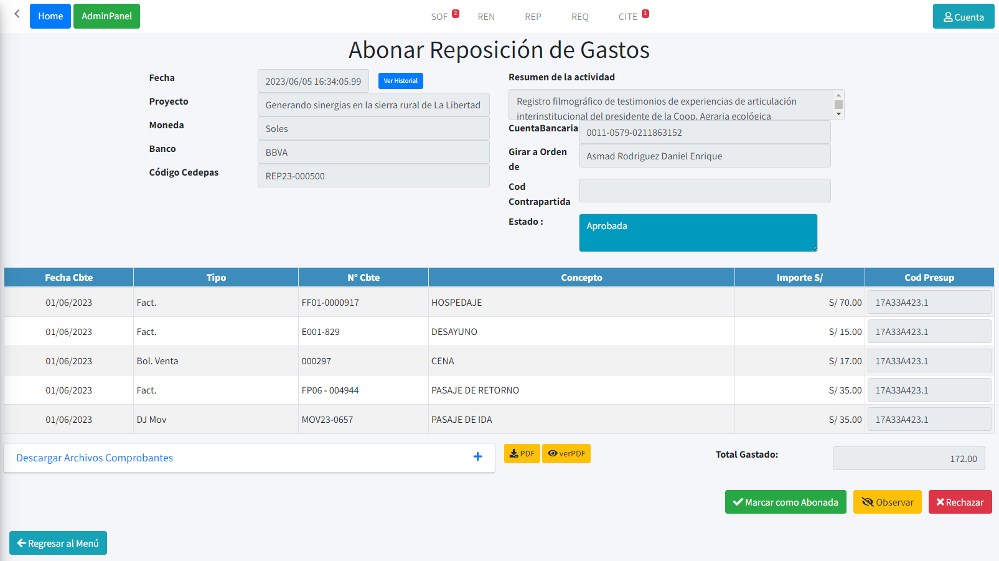 Home
AdminPanel
SOF 2
REN
REP
REQ
CITE 1
Cuenta
Abonar Reposición de Gastos
Fecha
2023/06/05 16:34:05.99
Ver Historial
Proyecto
Generando sinergias en la sierra rural de La Libertad
Moneda
Soles
Banco
BBVA
Código Cedepas
REP23-000500
Resumen de la actividad
Registro filmográfico de testimonios de experiencias de articulación
interinstitucional del presidente de la Coop. Agraria ecológica
CuentaBancaria
0011-0579-0211863152
Girar a Orden
de
Asmad Rodriguez Daniel Enrique
Cod
Contrapartida
Estado :
Aprobada
Fecha Cbte Tipo N° Cbte Concepto Importe S/ Cod Presup
01/06/2023 Fact. FF01-0000917 HOSPEDAJE S/ 70.00 17A33A423.1
01/06/2023 Fact. E001-829 DESAYUNO S/ 15.00 17A33A423.1
01/06/2023 Bol. Venta 000297 CENA S/ 17.00 17A33A423.1
01/06/2023 Fact. FP06 - 004944 PASAJE DE RETORNO S/ 35.00 17A33A423.1
01/06/2023 DJ Mov MOV23-0657 PASAJE DE IDA S/ 35.00 17A33A423.1
Descargar Archivos Comprobantes
PDF
verPDF
Total Gastado:
172.00
Marcar como Abonada
Observar
Rechazar
Regresar al Menú